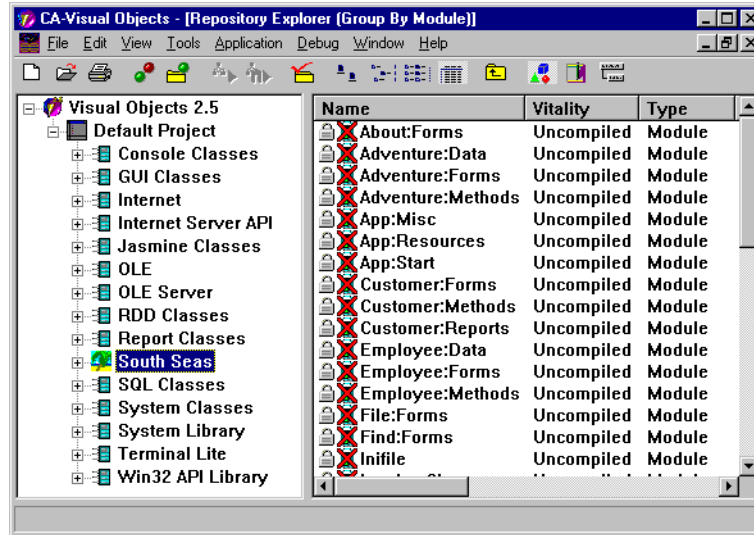 CA-Visual Objects - [Repository Explorer (Group By Module)]
File Edit View Tools Application Debug Window Help
Visual Objects 2.5
Default Project
Console Classes
GUI Classes
Internet
Internet Server API
Jasmine Classes
OLE
OLE Server
RDD Classes
Report Classes
South Seas
SQL Classes
System Classes
System Library
Terminal Lite
Win32 API Library
Name Vitality Type
About:Forms Uncompiled Module
Adventure:Data Uncompiled Module
Adventure:Forms Uncompiled Module
Adventure:Methods Uncompiled Module
App:Misc Uncompiled Module
App:Resources Uncompiled Module
App:Start Uncompiled Module
Customer:Forms Uncompiled Module
Customer:Methods Uncompiled Module
Customer:Reports Uncompiled Module
Employee:Data Uncompiled Module
Employee:Forms Uncompiled Module
Employee:Methods Uncompiled Module
File:Forms Uncompiled Module
Find:Forms Uncompiled Module
Inifile Uncompiled Module